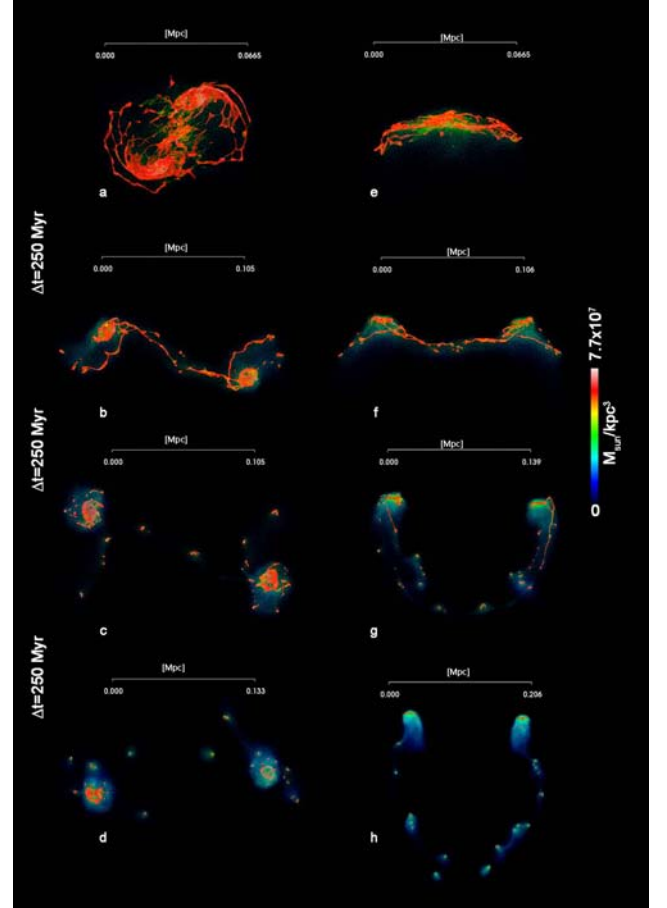 [Mpc]
0.000 0.0665
a
[Mpc]
0.000 0.0665
e
Δt=250 Myr
[Mpc]
0.000 0.105
b
[Mpc]
0.000 0.106
f
Δt=250 Myr
[Mpc]
0.000 0.105
c
[Mpc]
0.000 0.139
g
Δt=250 Myr
[Mpc]
0.000 0.133
d
[Mpc]
0.000 0.206
h
0 M_sun/kpc³ 7.7x10⁷